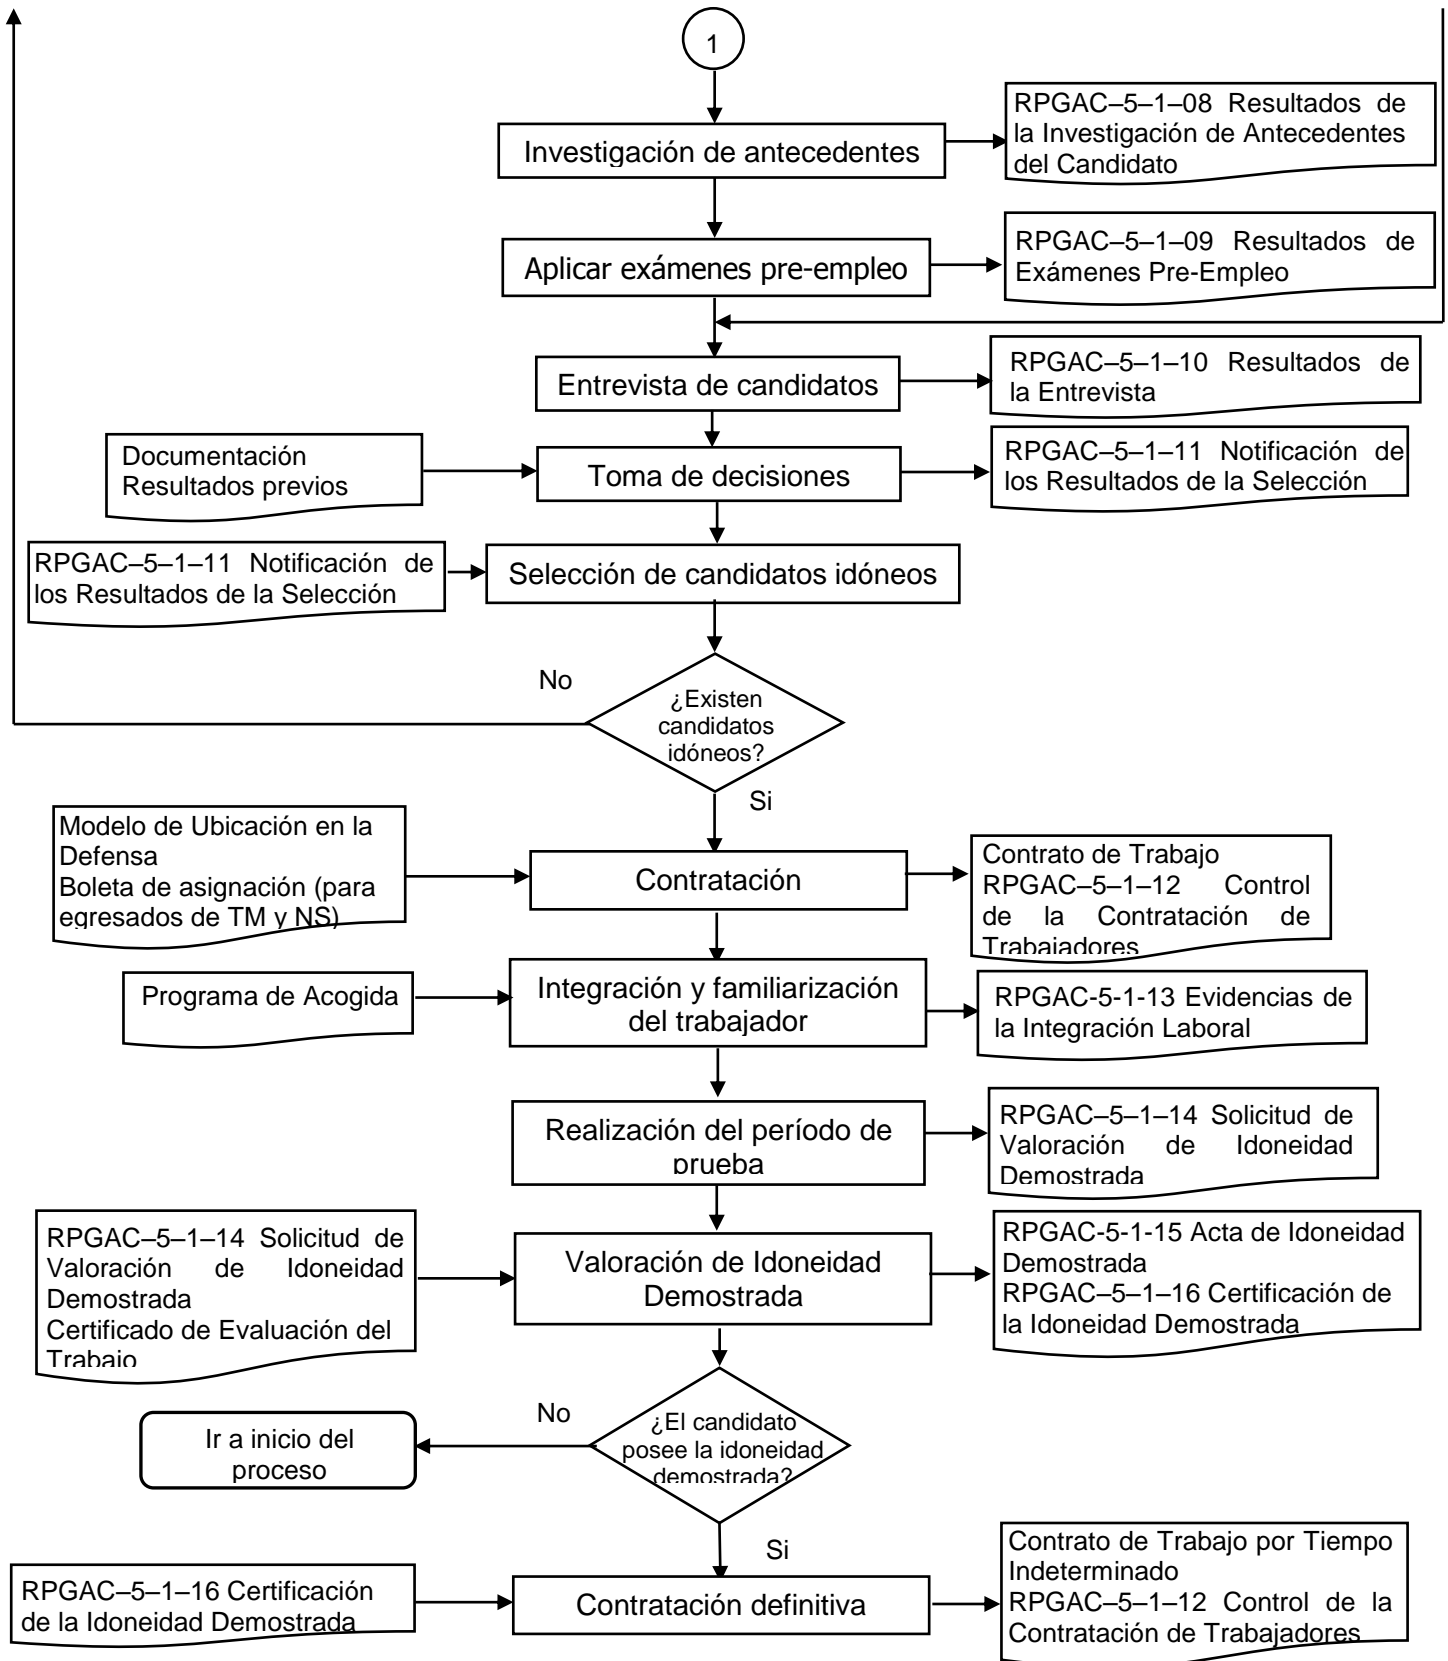 1
Investigación de antecedentes
RPGAC–5–1–08 Resultados de
la Investigación de Antecedentes
del Candidato
Aplicar exámenes pre-empleo
RPGAC–5–1–09 Resultados de
Exámenes Pre-Empleo
Entrevista de candidatos
RPGAC–5–1–10 Resultados de
la Entrevista
Documentación
Resultados previos
Toma de decisiones
RPGAC–5–1–11 Notificación de
los Resultados de la Selección
RPGAC–5–1–11 Notificación de
los Resultados de la Selección
Selección de candidatos idóneos
No
¿Existen
candidatos
idóneos?
Si
Modelo de Ubicación en la
Defensa
Boleta de asignación (para
egresados de TM y NS)
Contratación
Contrato de Trabajo
RPGAC–5–1–12 Control
de la Contratación de
Trabajadores
Programa de Acogida
Integración y familiarización
del trabajador
RPGAC-5-1-13 Evidencias de
la Integración Laboral
Realización del período de
prueba
RPGAC–5–1–14 Solicitud de
Valoración de Idoneidad
Demostrada
RPGAC–5–1–14 Solicitud de
Valoración de Idoneidad
Demostrada
Certificado de Evaluación del
Trabajo
Valoración de Idoneidad
Demostrada
RPGAC-5-1-15 Acta de Idoneidad
Demostrada
RPGAC–5–1–16 Certificación de
la Idoneidad Demostrada
No
¿El candidato
posee la idoneidad
demostrada?
Ir a inicio del
proceso
Si
RPGAC–5–1–16 Certificación
de la Idoneidad Demostrada
Contratación definitiva
Contrato de Trabajo por Tiempo
Indeterminado
RPGAC–5–1–12 Control de la
Contratación de Trabajadores